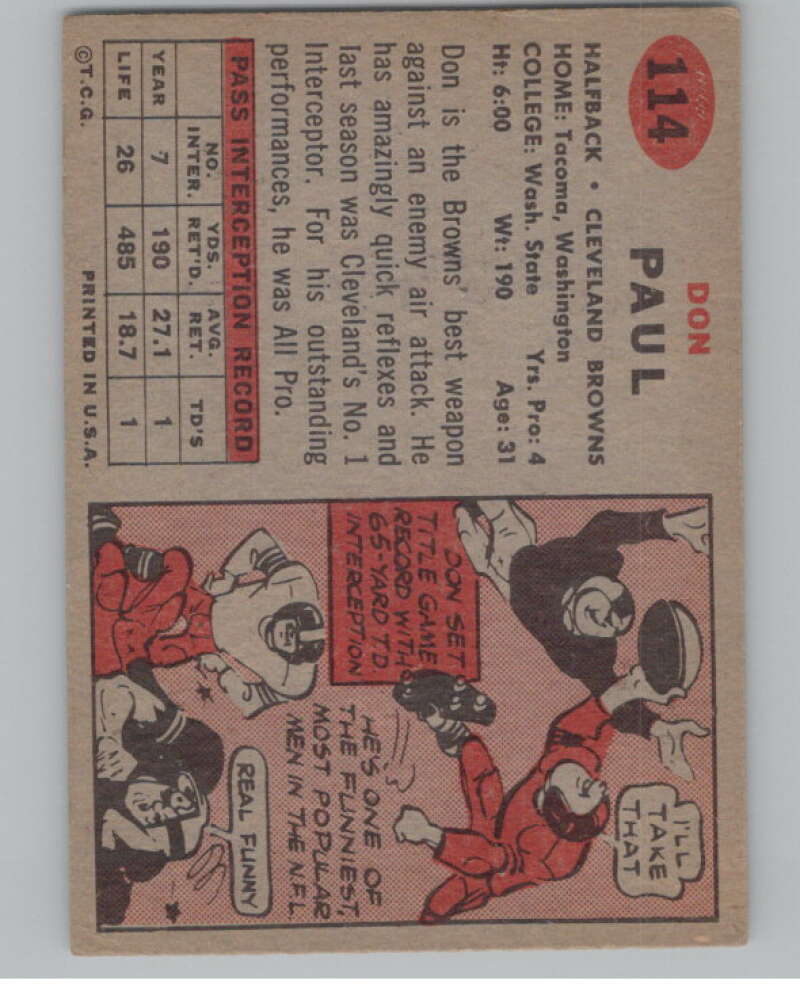 114
DON
PAUL
HALFBACK • CLEVELAND BROWNS
HOME: Tacoma, Washington
COLLEGE: Wash. State Yrs. Pro: 4
Ht: 6:00 Wt: 190 Age: 31
Don is the Browns' best weapon
against an enemy air attack. He
has amazingly quick reflexes and
last season was Cleveland's No. 1
Interceptor. For his outstanding
performances, he was All Pro.
PASS INTERCEPTION RECORD
NO. YDS. AVG.
INTER. RET'D. RET. TD'S
YEAR 7 190 27.1 1
LIFE 26 485 18.7 1
©T.C.G. PRINTED IN U.S.A.
I'LL
TAKE
THAT
DON SET
TITLE GAME
RECORD WITH
65-YARD TD
INTERCEPTION
HE'S ONE OF
THE FUNNIEST,
MOST POPULAR
MEN IN THE N.F.L.
REAL FUNNY